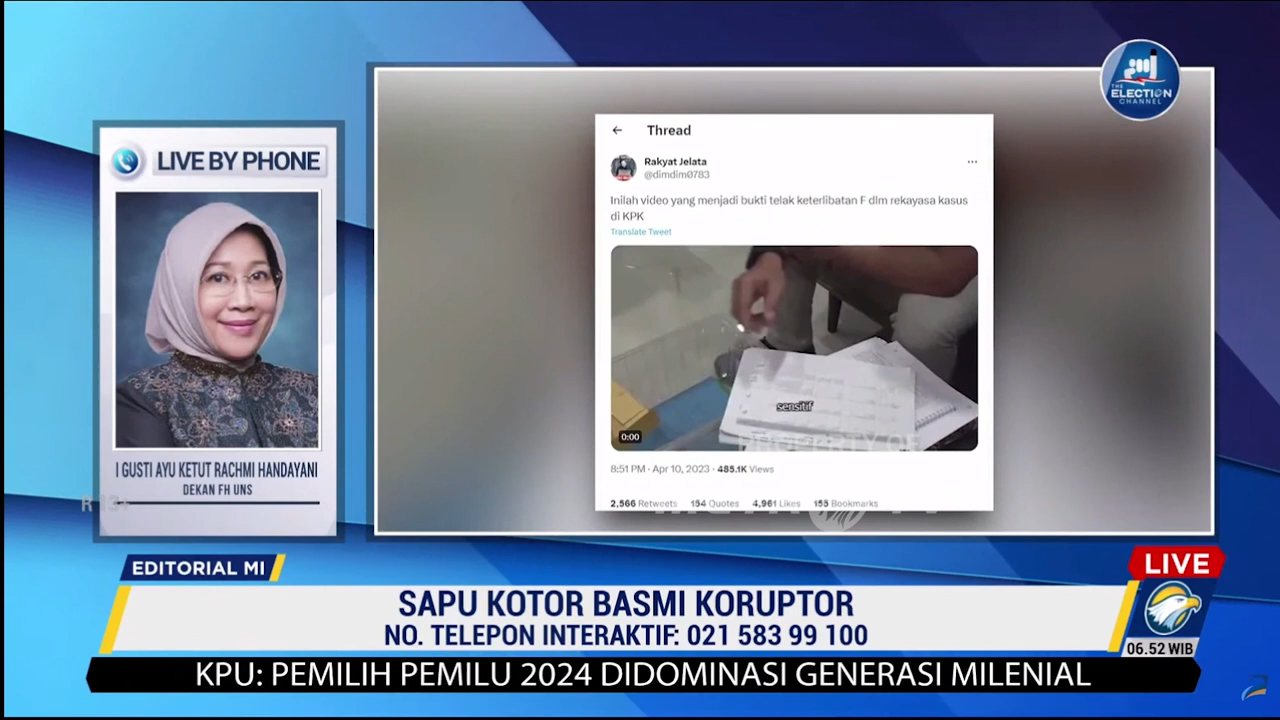 THE
ELECTION
CHANNEL
LIVE BY PHONE
I GUSTI AYU KETUT RACHMI HANDAYANI
DEKAN FH UNS
R 13+
Thread
Rakyat Jelata
@dimdim0783
Inilah video yang menjadi bukti telak keterlibatan F dlm rekayasa kasus
di KPK
Translate Tweet
sensitif
PROPERTY OF
0:00
8:51 PM · Apr 10, 2023 · 485.1K Views
2,566 Retweets 154 Quotes 4,961 Likes 155 Bookmarks
EDITORIAL MI
LIVE
SAPU KOTOR BASMI KORUPTOR
NO. TELEPON INTERAKTIF: 021 583 99 100
06.52 WIB
KPU: PEMILIH PEMILU 2024 DIDOMINASI GENERASI MILENIAL